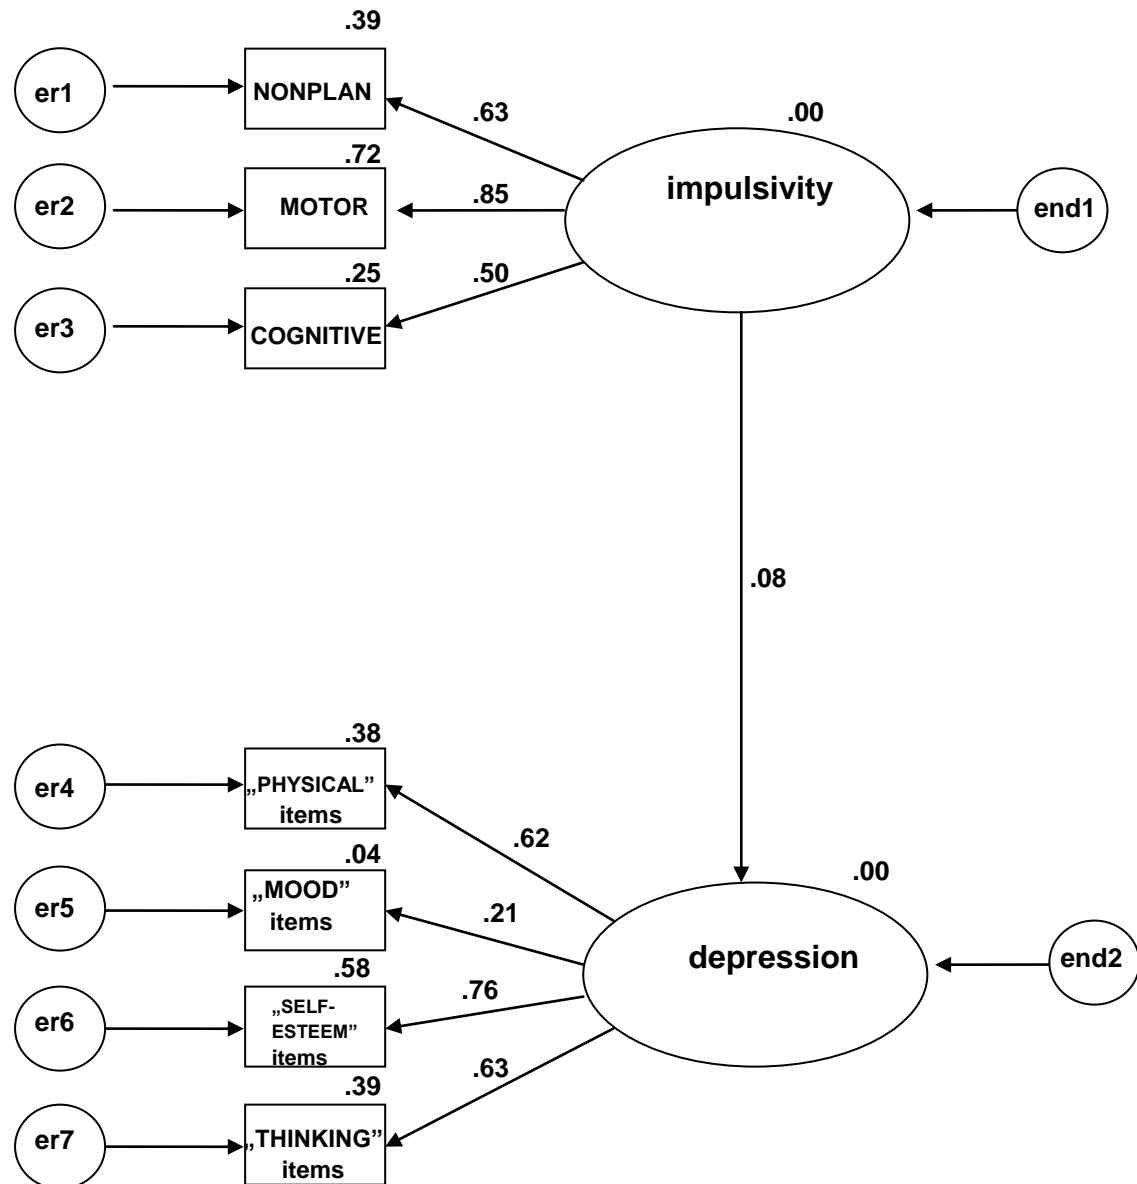 .39
er1
NONPLAN
.63
.00
.72
er2
MOTOR
.85
impulsivity
end1
.25
er3
COGNITIVE
.50
.08
.38
er4
„PHYSICAL”
items
.62
.04
er5
„MOOD”
items
.21
.00
depression
end2
.58
er6
„SELF-
ESTEEM”
items
.76
.39
er7
„THINKING”
items
.63